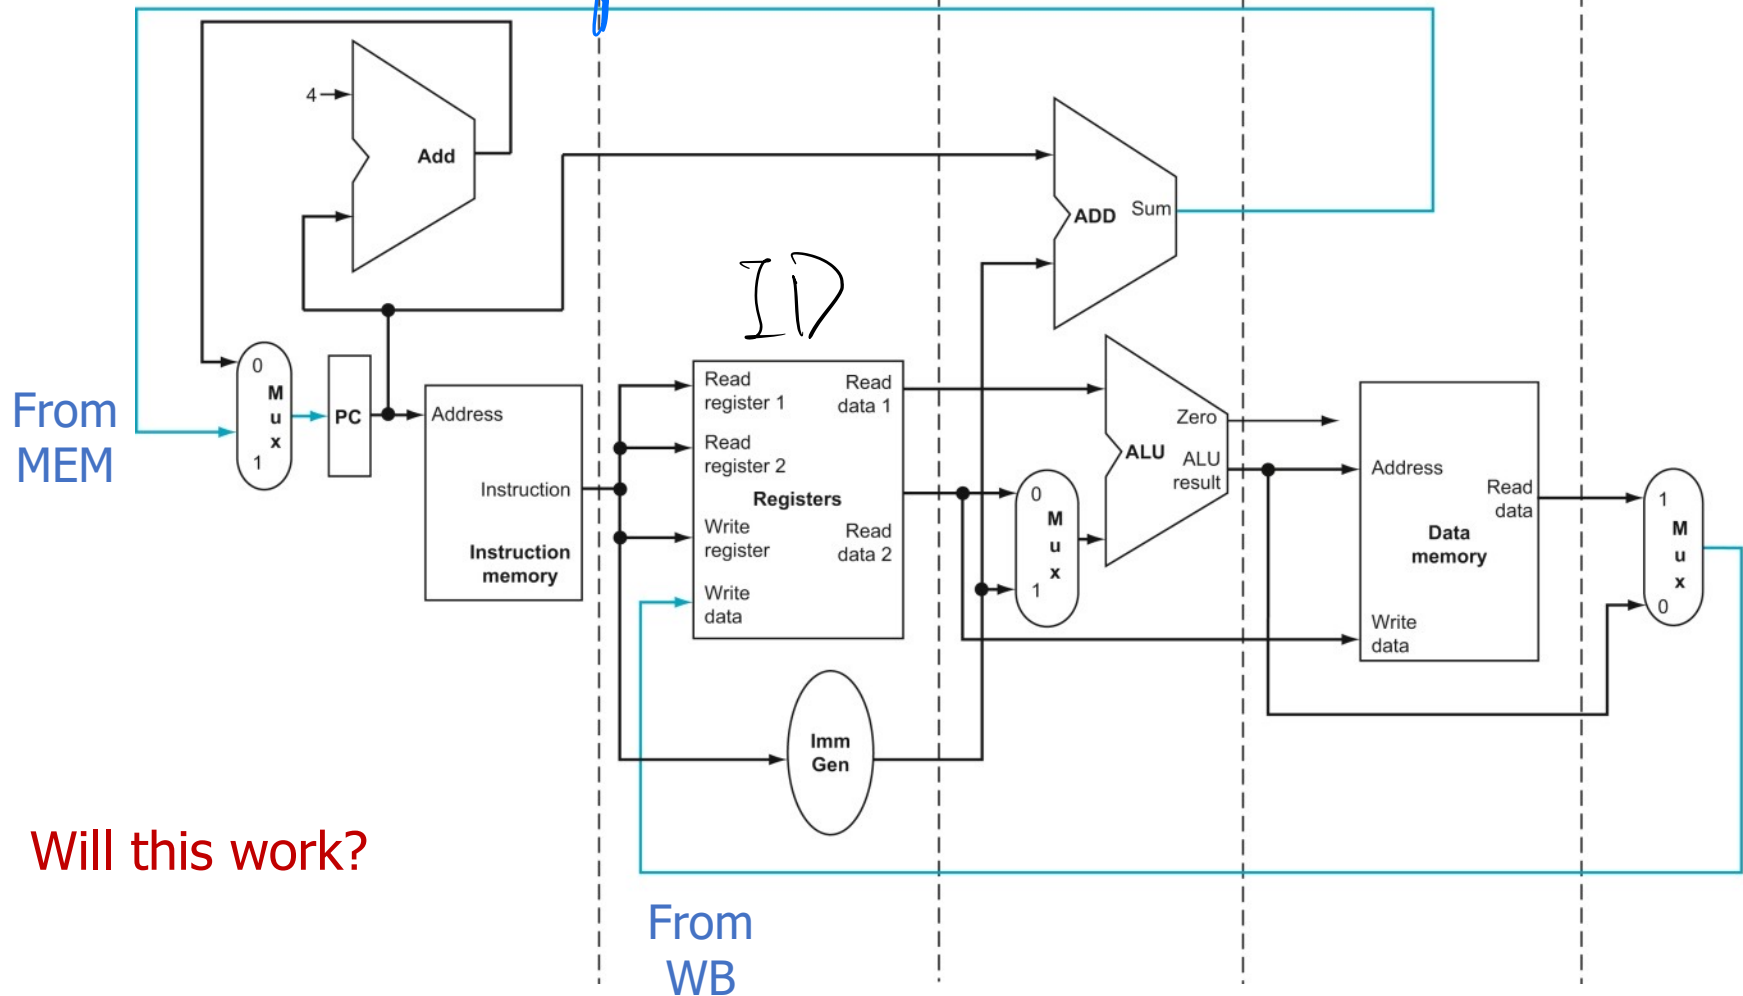 4
Add
ADD
Sum
ID
0
M
u
x
1
PC
Address
Instruction
Instruction
memory
From
MEM
Read
register 1
Read
data 1
Read
register 2
Registers
Write
register
Read
data 2
Write
data
0
M
u
x
1
Zero
ALU
ALU
result
Address
Read
data
Data
memory
Write
data
1
M
u
x
0
Imm
Gen
Will this work?
From
WB